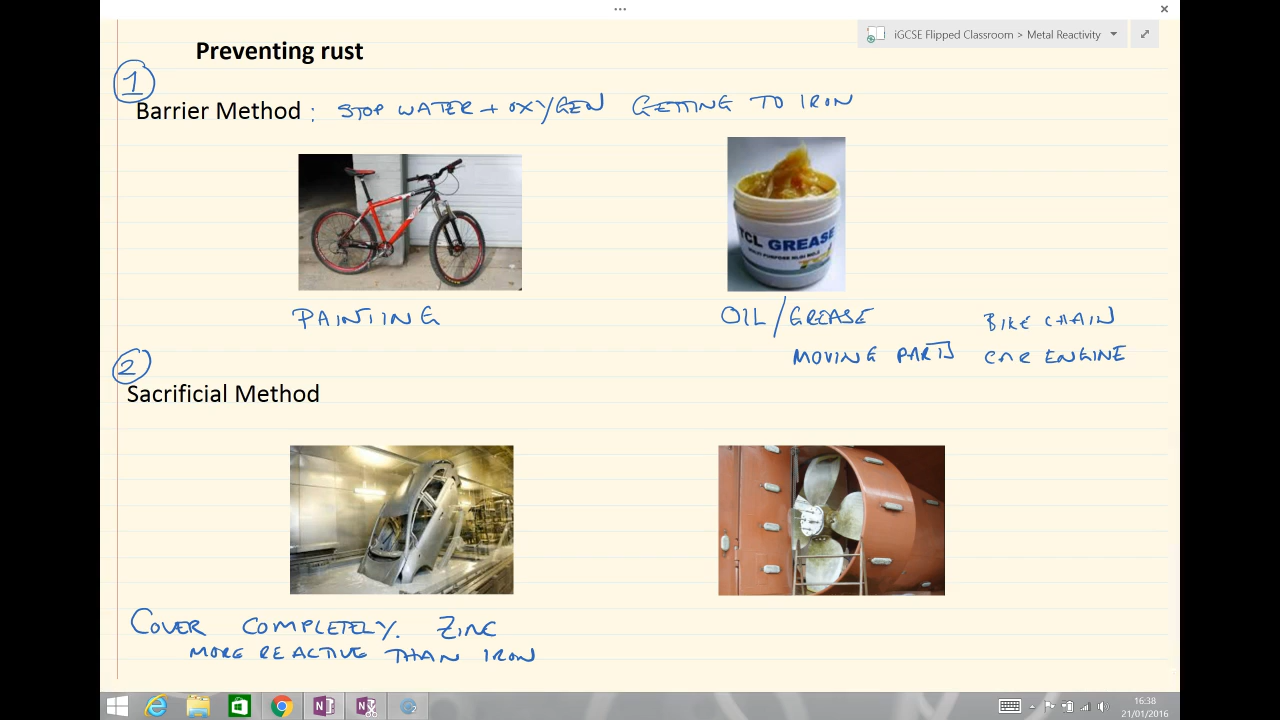 iGCSE Flipped Classroom > Metal Reactivity
Preventing rust
1
Barrier Method : STOP WATER + OXYGEN GETTING TO IRON
TCL GREASE
PAINTING
OIL/GREASE BIKE CHAIN
MOVING PARTS CAR ENGINE
2
Sacrificial Method
COVER COMPLETELY. ZINC
MORE REACTIVE THAN IRON
16:38
21/01/2016